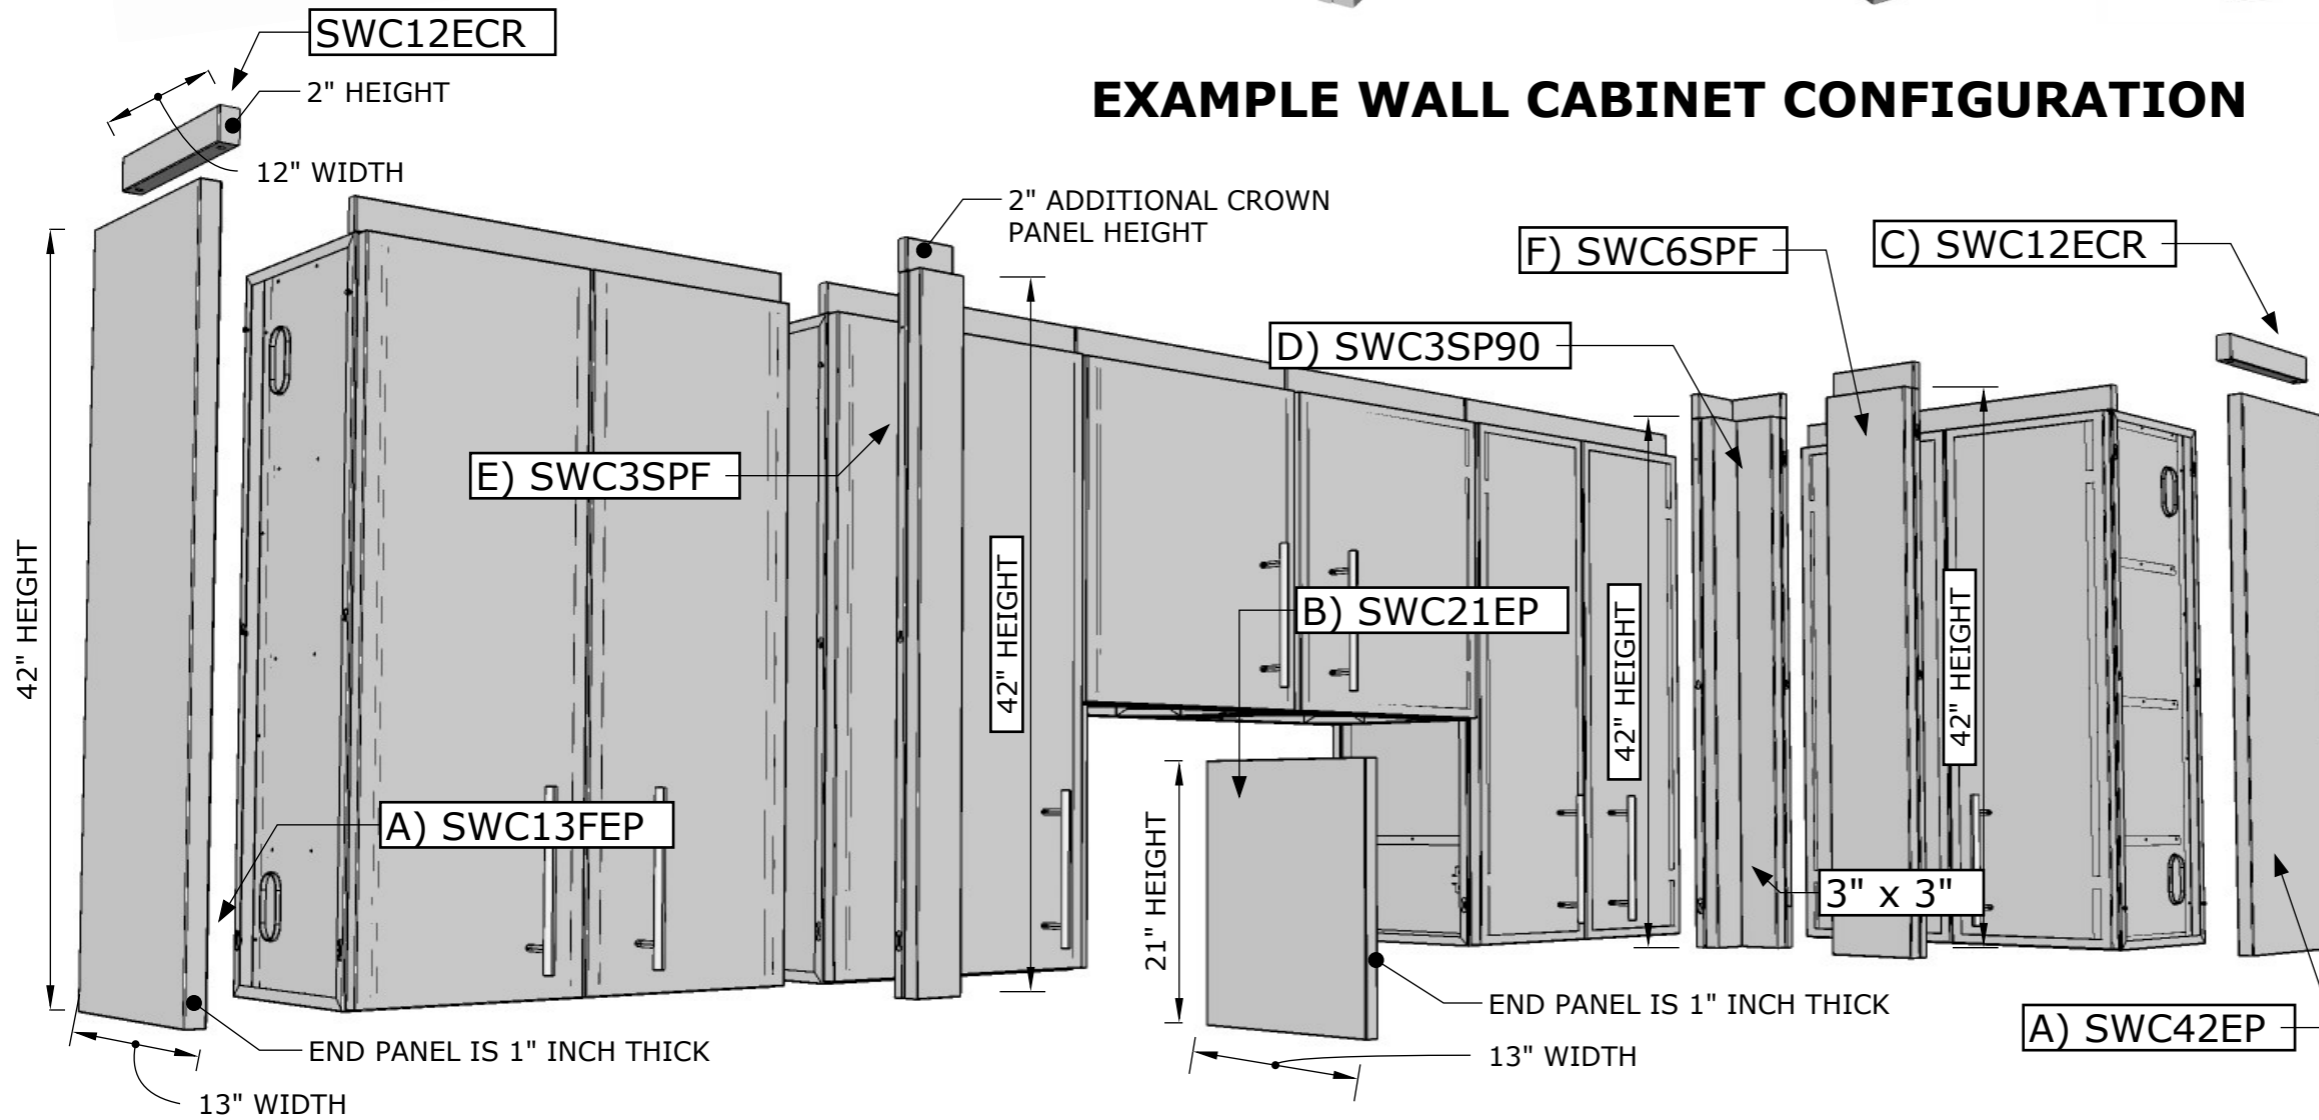 SWC12ECR
2" HEIGHT
EXAMPLE WALL CABINET CONFIGURATION
12" WIDTH
2" ADDITIONAL CROWN
PANEL HEIGHT
F) SWC6SPF
C) SWC12ECR
D) SWC3SP90
E) SWC3SPF
42" HEIGHT
42" HEIGHT
B) SWC21EP
42" HEIGHT
42" HEIGHT
A) SWC13FEP
21" HEIGHT
3" x 3"
END PANEL IS 1" INCH THICK
END PANEL IS 1" INCH THICK
A) SWC42EP
13" WIDTH
13" WIDTH